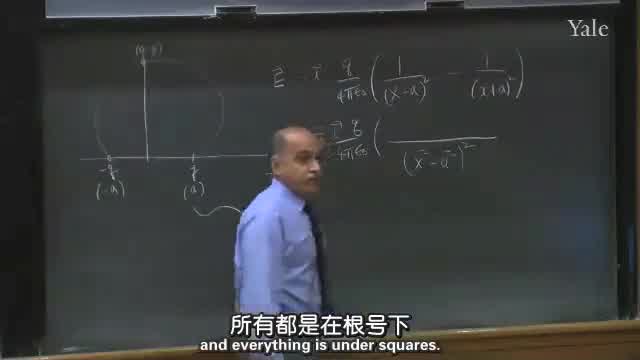 Yale
(0, y)
E = i q/4πε₀ (1/(x-a)² - 1/(x+a)²)
= i q/4πε₀ ( /(x² - a²)²
-q q
(-a) (a)
所有都是在根号下
and everything is under squares.